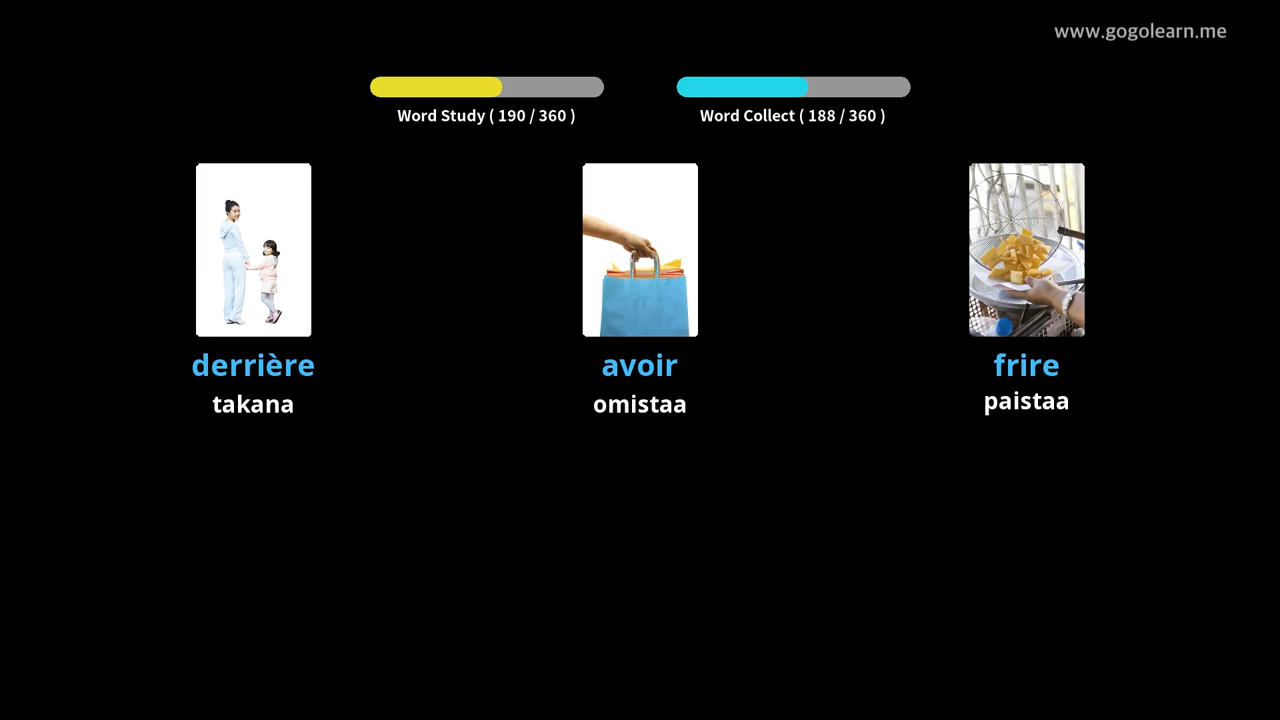 www.gogolearn.me
Word Study ( 190 / 360 )
Word Collect ( 188 / 360 )
derrière
takana
avoir
omistaa
frire
paistaa